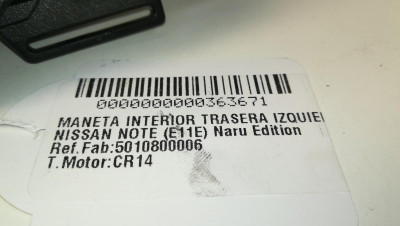 0000000000363671
MANETA INTERIOR TRASERA IZQUIE
NISSAN NOTE (E11E) Naru Edition
Ref.Fab:5010800006
T.Motor:CR14